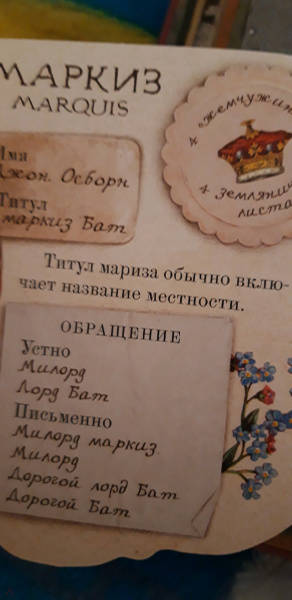 МАРКИЗ
MARQUIS
4 „жемчужин
4 земляни
листа
Имя
Джон Осборн
Титул
маркиз Бат
Титул мариза обычно вклю-
чает название местности.
ОБРАЩЕНИЕ
Устно
Милорд
Лорд Бат
Письменно
Милорд маркиз
Милорд
Дорогой лорд Бат
Дорогой Бат